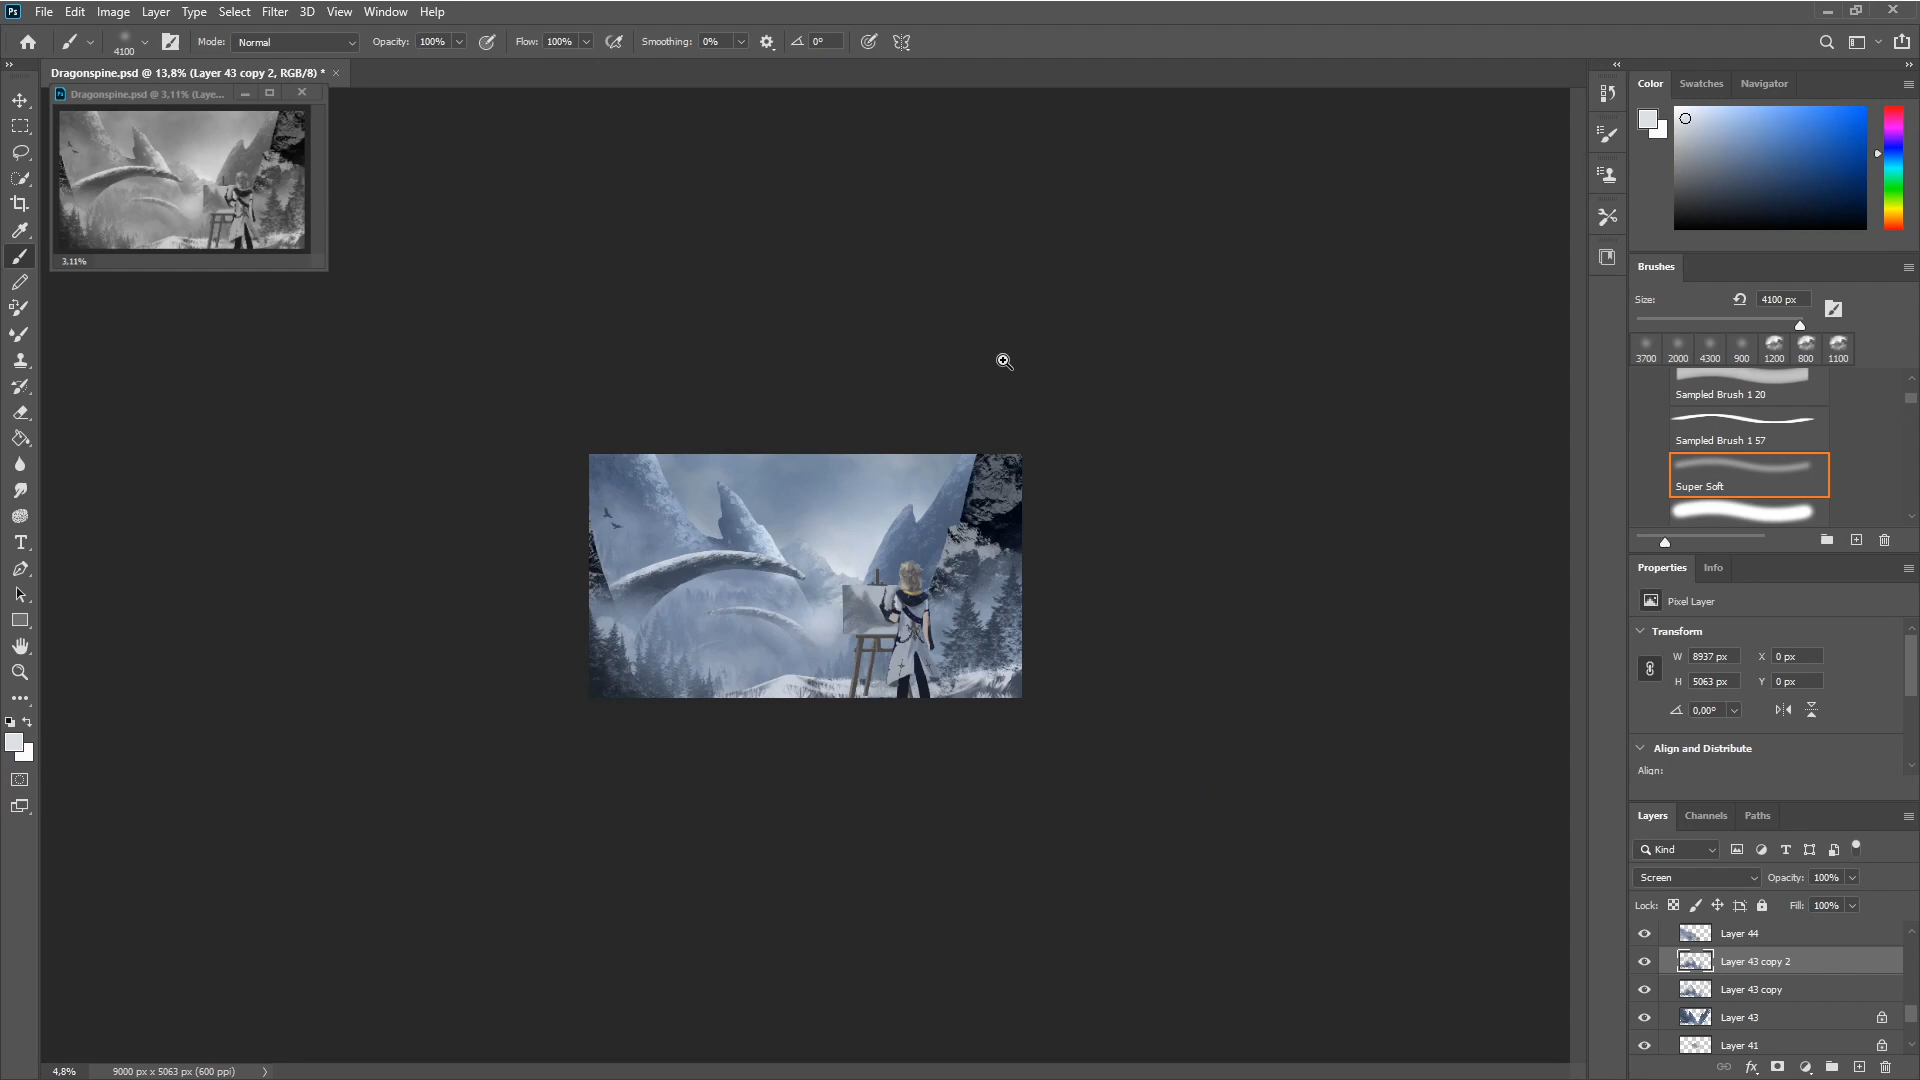 Ps File Edit Image Layer Type Select Filter 3D View Window Help
4100 Mode: Normal Opacity: 100% Flow: 100% Smoothing: 0% 0°
Dragonspine.psd @ 13,8% (Layer 43 copy 2, RGB/8) *
Dragonspine.psd @ 3,11% (Laye...
3,11%
Color Swatches Navigator
Brushes
Size: 4100 px
3700 2000 4300 900 1200 800 1100
Sampled Brush 1 20
Sampled Brush 1 57
Super Soft
Properties Info
Pixel Layer
Transform
W 8937 px X 0 px
H 5063 px Y 0 px
0,00°
Align and Distribute
Align:
Layers Channels Paths
Kind
Screen Opacity: 100%
Lock: Fill: 100%
Layer 44
Layer 43 copy 2
Layer 43 copy
Layer 43
Layer 41
4,8% 9000 px x 5063 px (600 ppi)